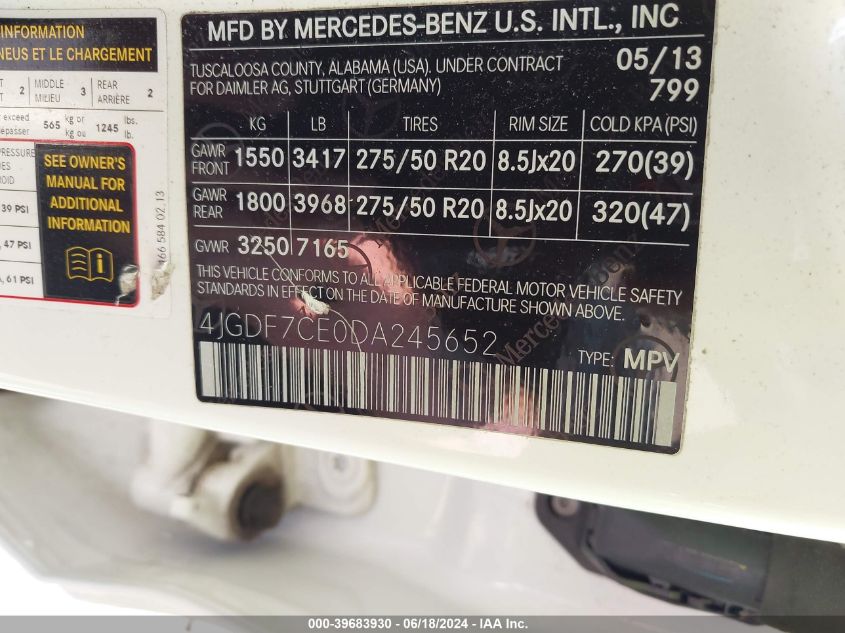 INFORMATION
NEUS ET LE CHARGEMENT
2 MIDDLE MILIEU 3 REAR ARRIÈRE 2
exceed 565 kg or 1245 lbs.
kg ou lb.
SEE OWNER'S
MANUAL FOR
ADDITIONAL
INFORMATION
39 PSI
47 PSI
61 PSI
166 584 02 13
MFD BY MERCEDES-BENZ U.S. INTL., INC
TUSCALOOSA COUNTY, ALABAMA (USA). UNDER CONTRACT 05/13
FOR DAIMLER AG, STUTTGART (GERMANY) 799
KG LB TIRES RIM SIZE COLD KPA (PSI)
GAWR FRONT 1550 3417 275/50 R20 8.5Jx20 270(39)
GAWR REAR 1800 3968 275/50 R20 8.5Jx20 320(47)
GVWR 3250 7165
THIS VEHICLE CONFORMS TO ALL APPLICABLE FEDERAL MOTOR VEHICLE SAFETY
STANDARDS IN EFFECT ON THE DATE OF MANUFACTURE SHOWN ABOVE.
4JGDF7CE0DA245652
TYPE: MPV
000-39683930 - 06/18/2024 - IAA Inc.